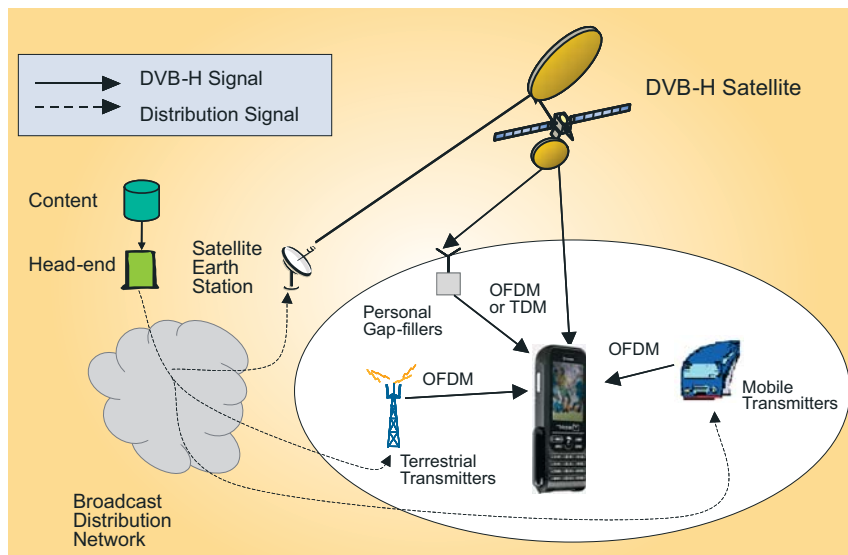 DVB-H Signal
Distribution Signal
DVB-H Satellite
Content
Head-end
Satellite
Earth
Station
Personal
Gap-fillers
OFDM
or TDM
OFDM
OFDM
Mobile
Transmitters
Terrestrial
Transmitters
Broadcast
Distribution
Network